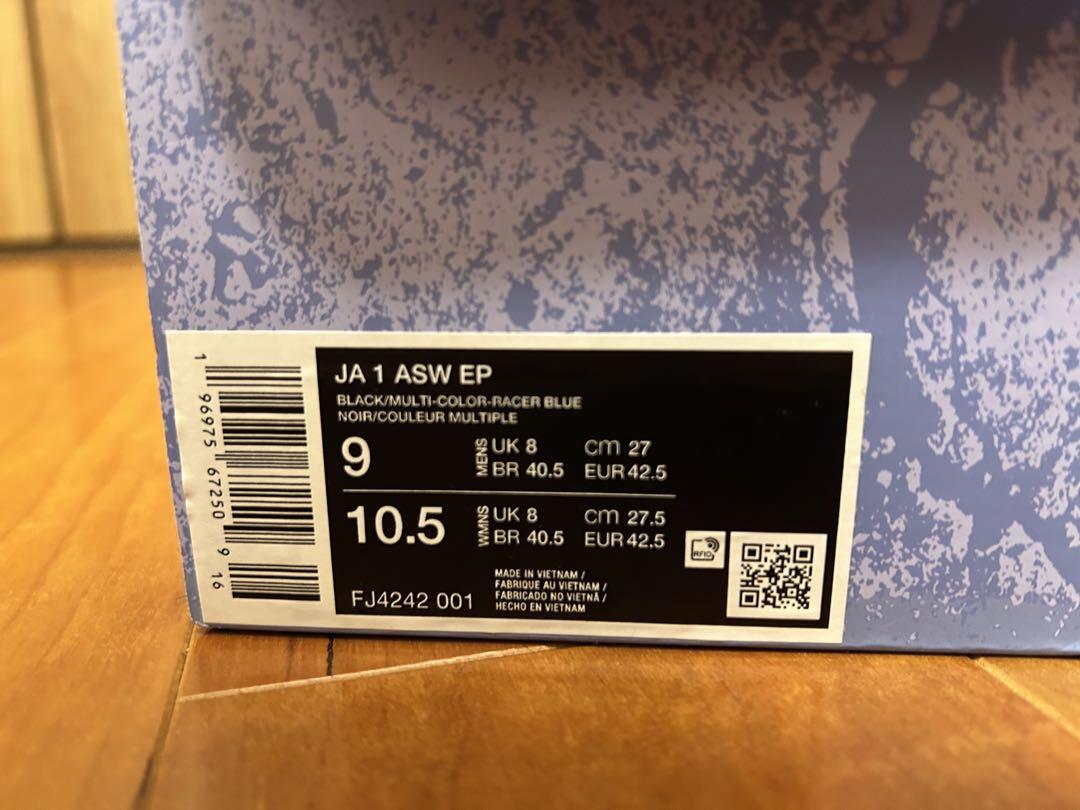 1 96975 67250 9 16
JA 1 ASW EP
BLACK/MULTI-COLOR-RACER BLUE
NOIR/COULEUR MULTIPLE
9
MENS
UK 8 cm 27
BR 40.5 EUR 42.5
10.5
WMNS
UK 8 cm 27.5
BR 40.5 EUR 42.5
RFID
FJ4242 001
MADE IN VIETNAM /
FABRIQUE AU VIETNAM /
FABRICADO NO VIETNÃ /
HECHO EN VIETNAM